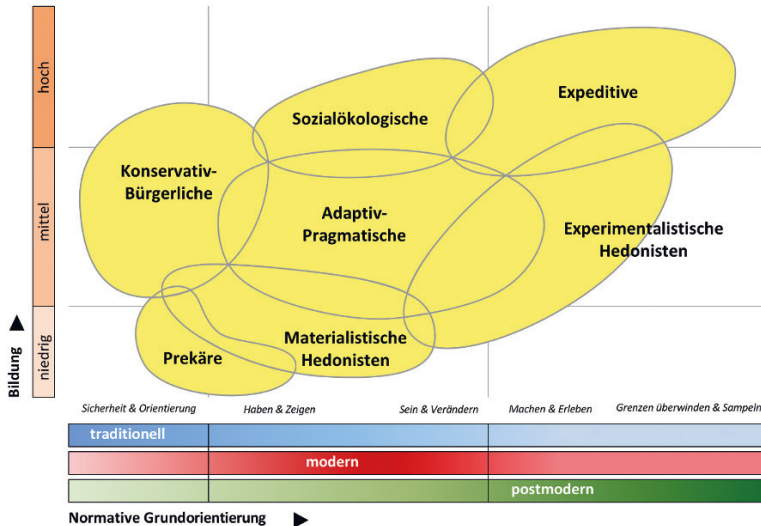 hoch
mittel
niedrig
Bildung
Expeditive
Sozialökologische
Konservativ-
Bürgerliche
Adaptiv-
Pragmatische
Experimentalistische
Hedonisten
Materialistische
Hedonisten
Prekäre
Sicherheit & Orientierung
Haben & Zeigen
Sein & Verändern
Machen & Erleben
Grenzen überwinden & Sampeln
traditionell
modern
postmodern
Normative Grundorientierung